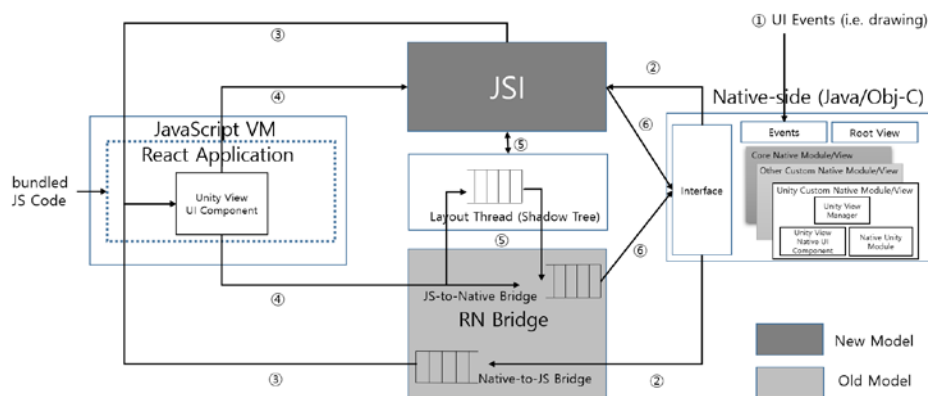 ① UI Events (i.e. drawing)
③
②
JSI
④
Native-side (Java/Obj-C)
JavaScript VM
React Application
bundled
JS Code
Unity View
UI Component
⑤
⑥
Layout Thread (Shadow Tree)
Interface
Events
Root View
Core Native Module/View
Other Custom Native Module/View
Unity Custom Native Module/View
Unity View
Manager
Unity View
Native UI
Component
Native Unity
Module
⑤
⑥
④
JS-to-Native Bridge
RN Bridge
Native-to-JS Bridge
③
②
New Model
Old Model